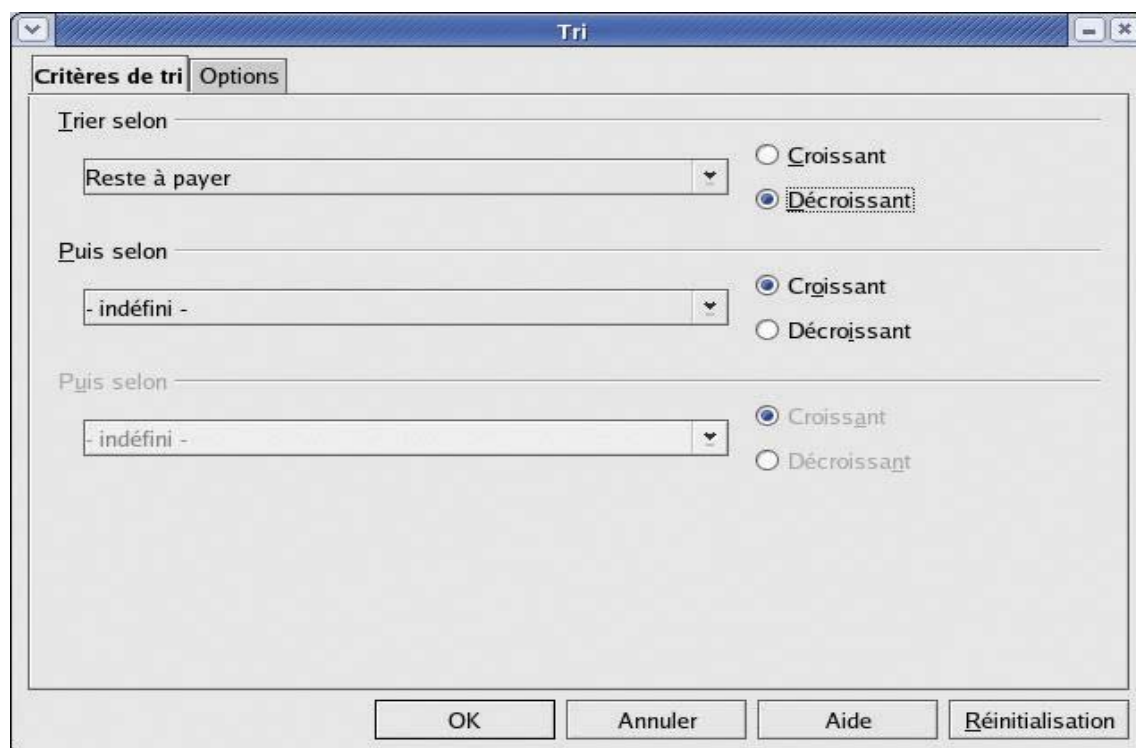 Tri
Critères de tri Options
Trier selon
Reste à payer
Croissant
Décroissant
Puis selon
- indéfini -
Croissant
Décroissant
Puis selon
- indéfini -
Croissant
Décroissant
OK Annuler Aide Réinitialisation